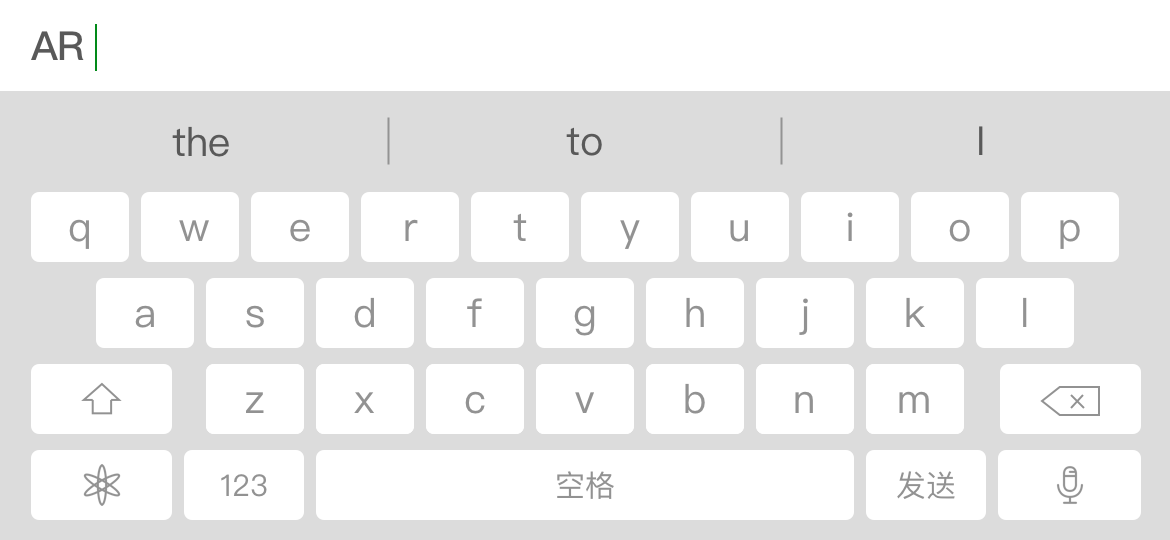 AR
the to I
q w e r t y u i o p
a s d f g h j k l
z x c v b n m
123 空格 发送